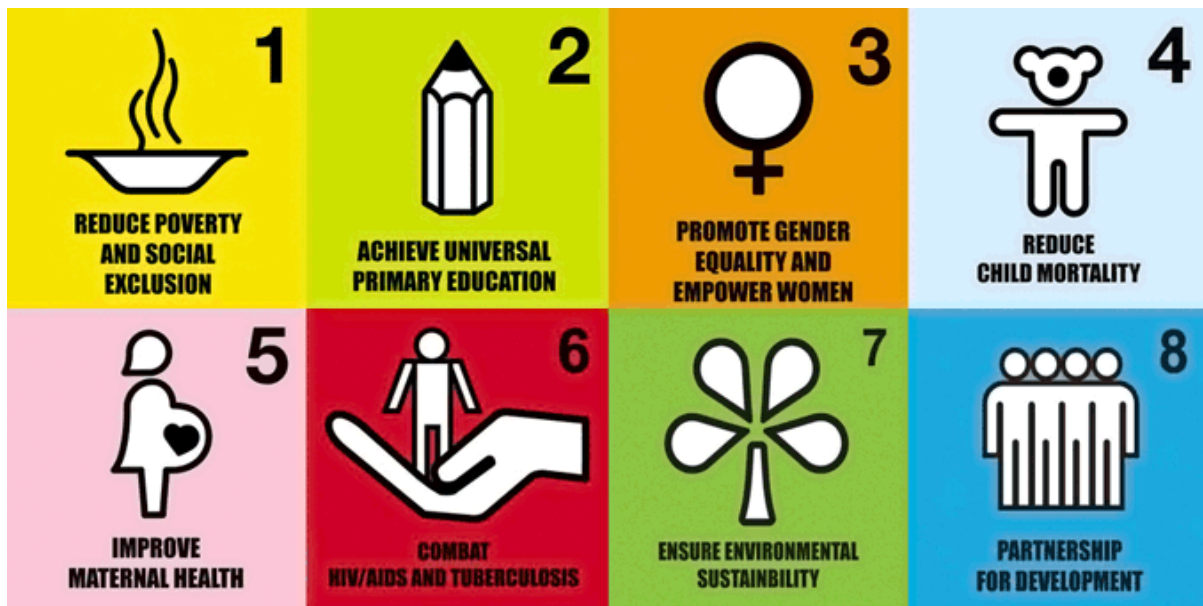 1
REDUCE POVERTY
AND SOCIAL
EXCLUSION
2
ACHIEVE UNIVERSAL
PRIMARY EDUCATION
3
PROMOTE GENDER
EQUALITY AND
EMPOWER WOMEN
4
REDUCE
CHILD MORTALITY
5
IMPROVE
MATERNAL HEALTH
6
COMBAT
HIV/AIDS AND TUBERCULOSIS
7
ENSURE ENVIRONMENTAL
SUSTAINBILITY
8
PARTNERSHIP
FOR DEVELOPMENT